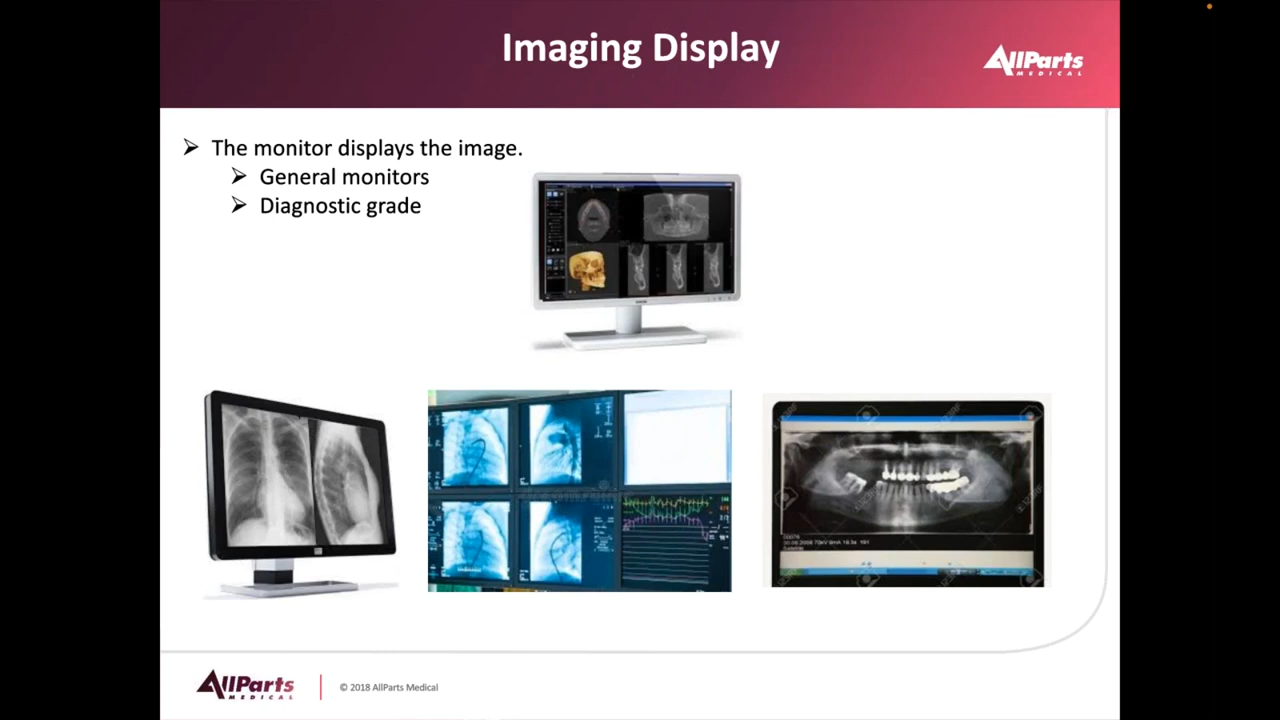 Imaging Display
AllParts
MEDICAL
➢ The monitor displays the image.
➢ General monitors
➢ Diagnostic grade
AllParts
MEDICAL
© 2018 AllParts Medical